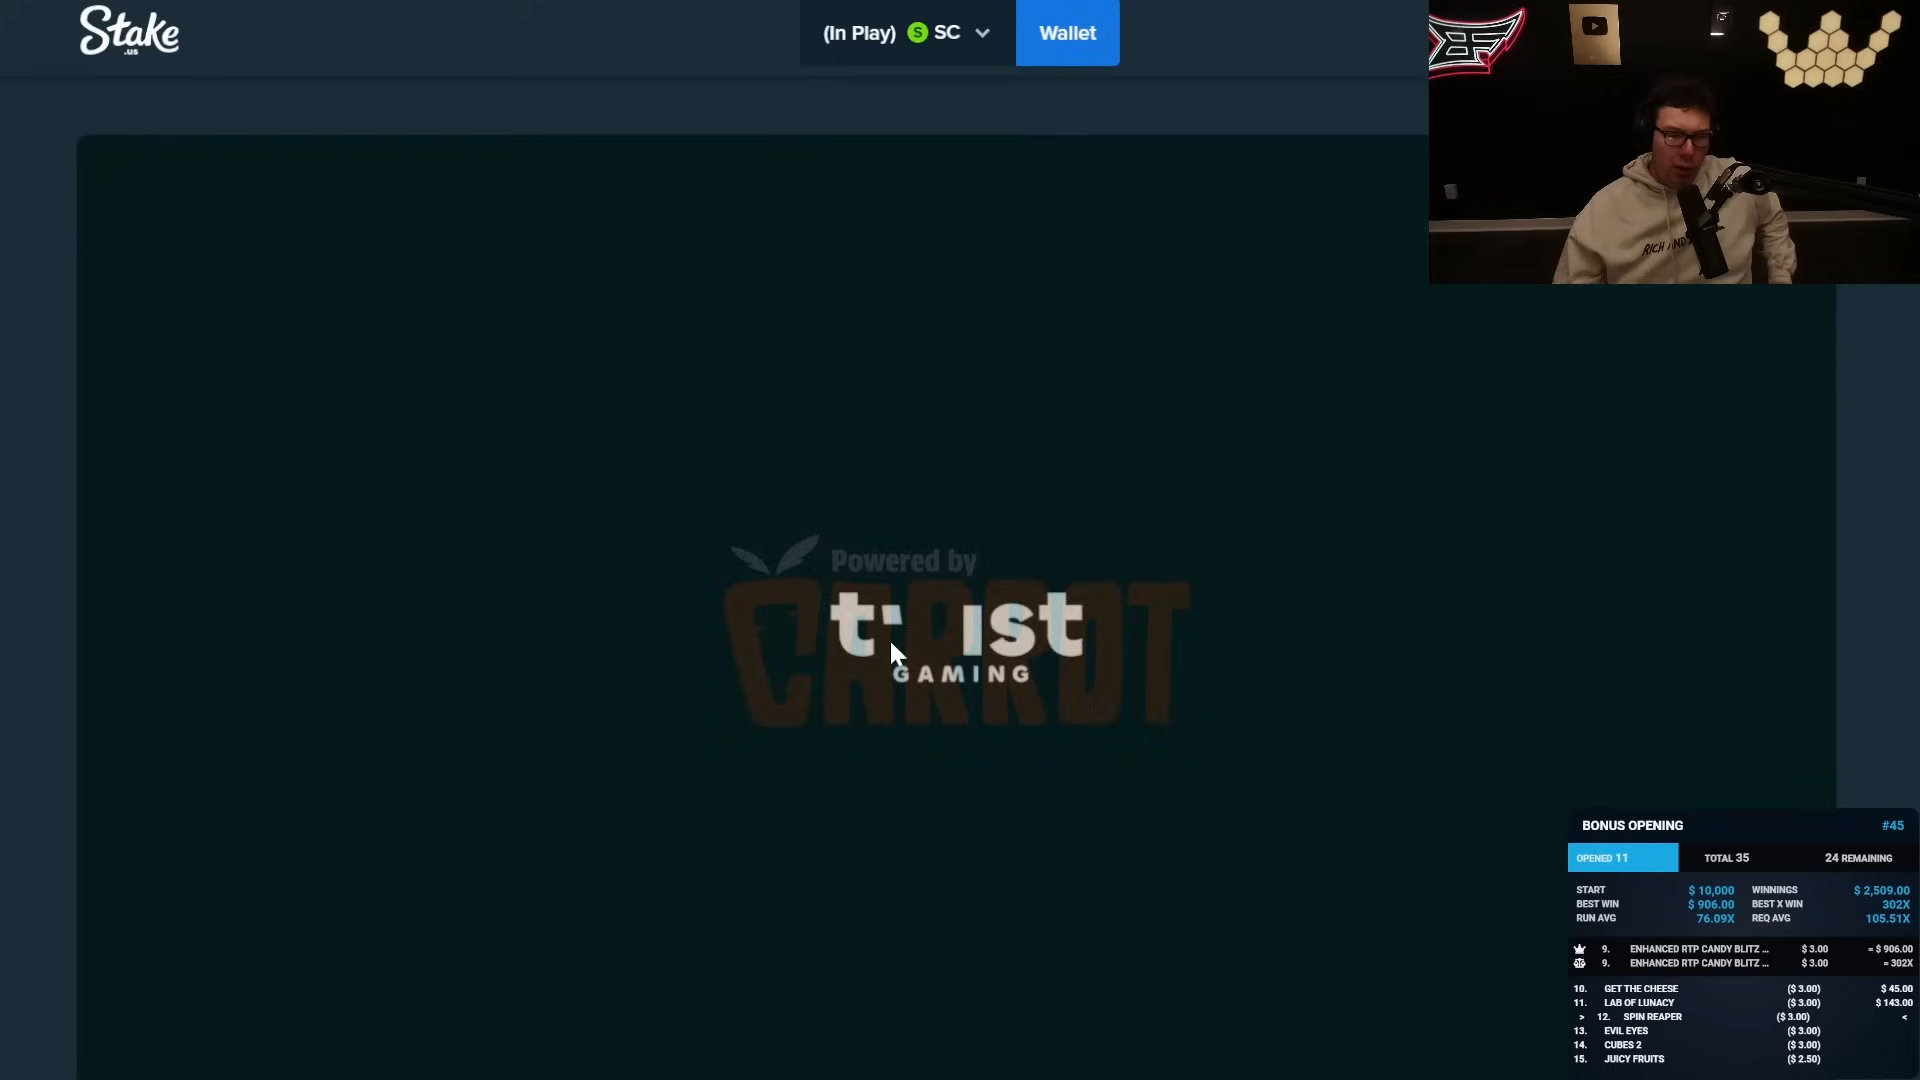 Stake
.us
(In Play) S SC
Wallet
RICH AND
Powered by
CARROT
GAMING
BONUS OPENING #45
OPENED 11 TOTAL 35 24 REMAINING
START $ 10,000 WINNINGS $ 2,509.00
BEST WIN $ 906.00 BEST X WIN 302X
RUN AVG 76.09X REQ AVG 105.51X
9. ENHANCED RTP CANDY BLITZ ... $ 3.00 = $ 906.00
9. ENHANCED RTP CANDY BLITZ ... $ 3.00 = 302X
10. GET THE CHEESE ($ 3.00) $ 45.00
11. LAB OF LUNACY ($ 3.00) $ 143.00
> 12. SPIN REAPER ($ 3.00) <
13. EVIL EYES ($ 3.00)
14. CUBES 2 ($ 3.00)
15. JUICY FRUITS ($ 2.50)